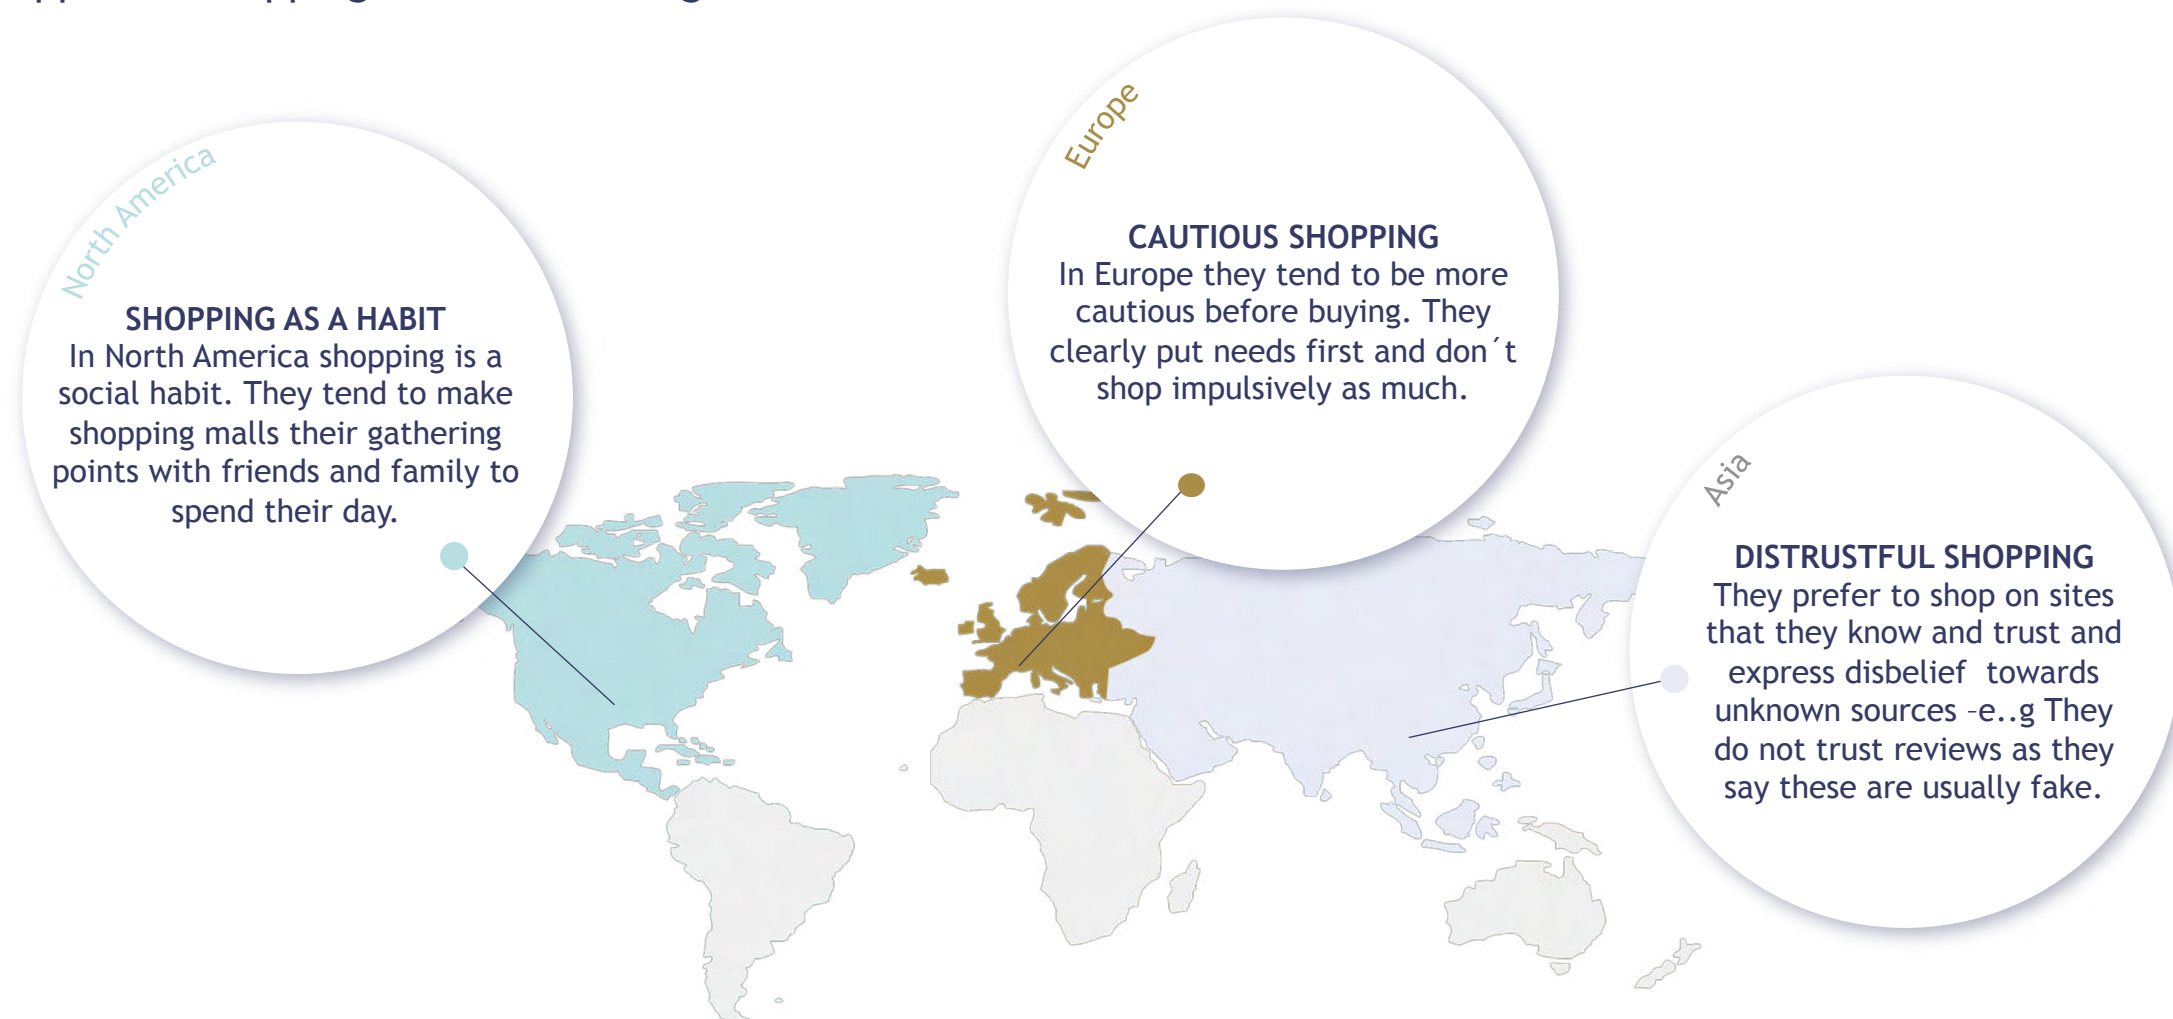 North America
SHOPPING AS A HABIT
In North America shopping is a
social habit. They tend to make
shopping malls their gathering
points with friends and family to
spend their day.
Europe
CAUTIOUS SHOPPING
In Europe they tend to be more
cautious before buying. They
clearly put needs first and don´t
shop impulsively as much.
Asia
DISTRUSTFUL SHOPPING
They prefer to shop on sites
that they know and trust and
express disbelief  towards
unknown sources –e..g They
do not trust reviews as they
say these are usually fake.